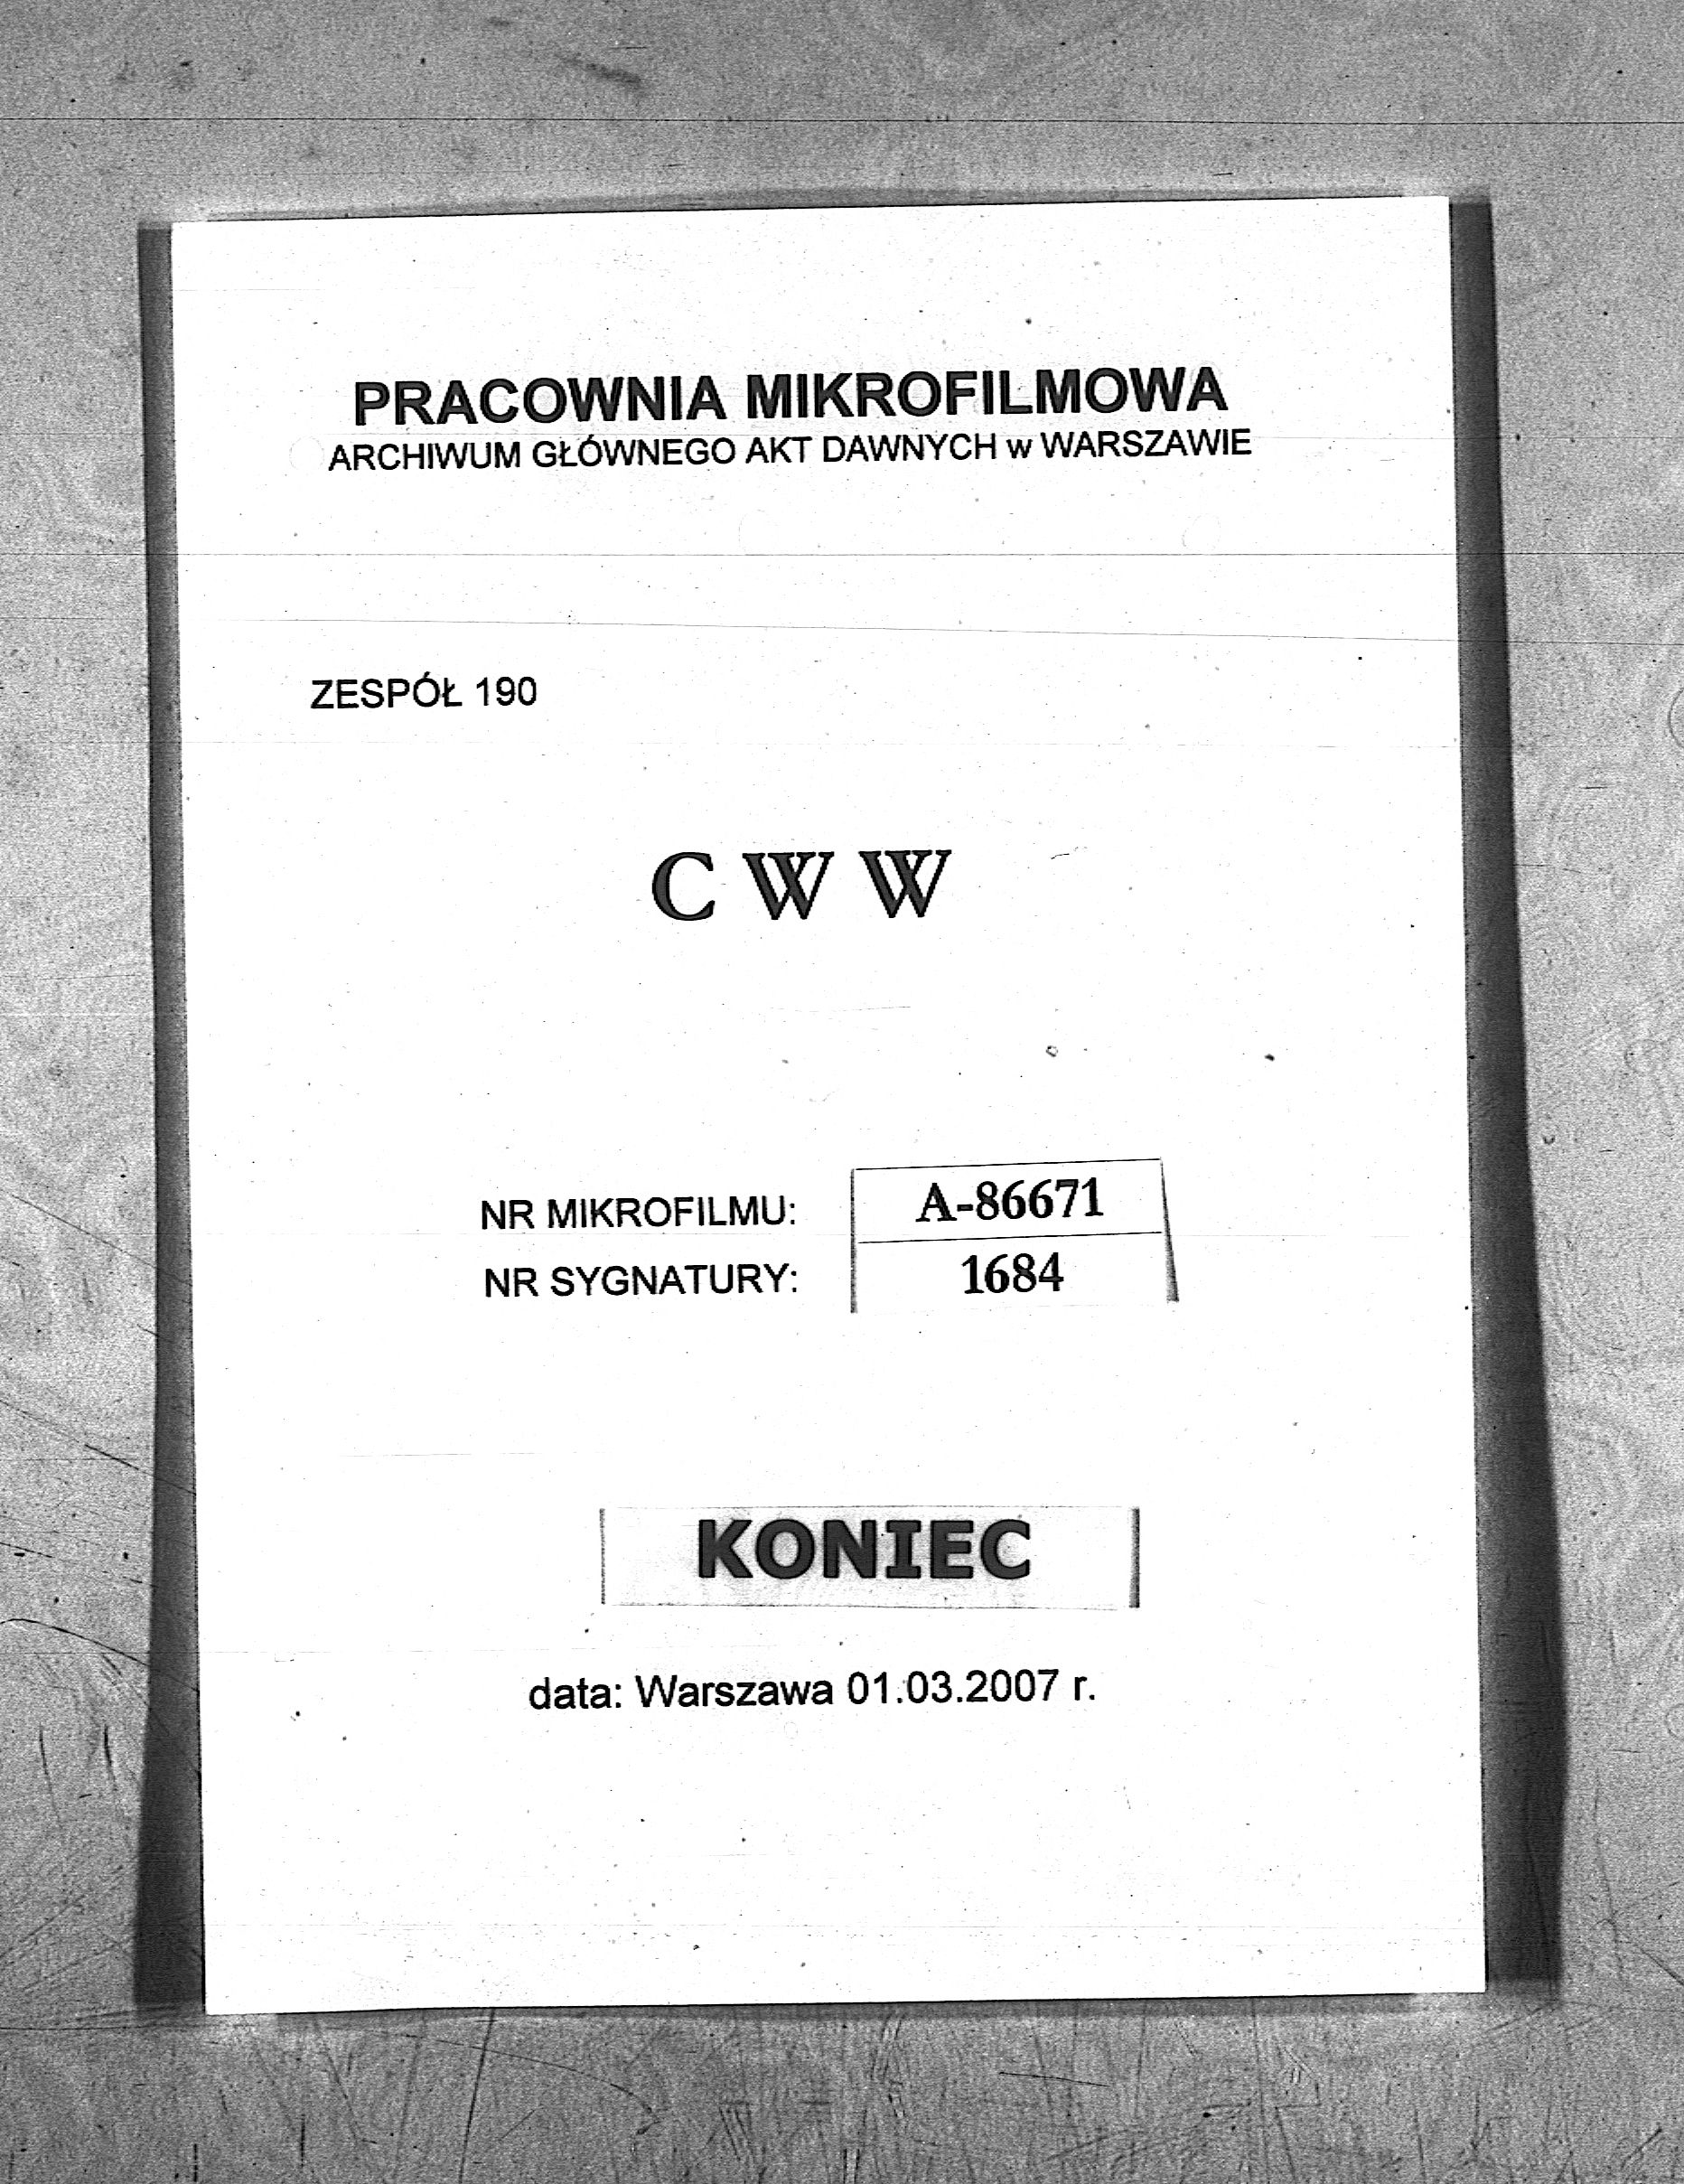 PRACOWNIA MIKROFILMOWA
ARCHIWUM GŁÓWNEGO AKT DAWNYCH w WARSZAWIE
ZESPÓŁ 190
C W W
NR MIKROFILMU: A-86671
NR SYGNATURY: 1684
KONIEC
data: Warszawa 01.03.2007 r.